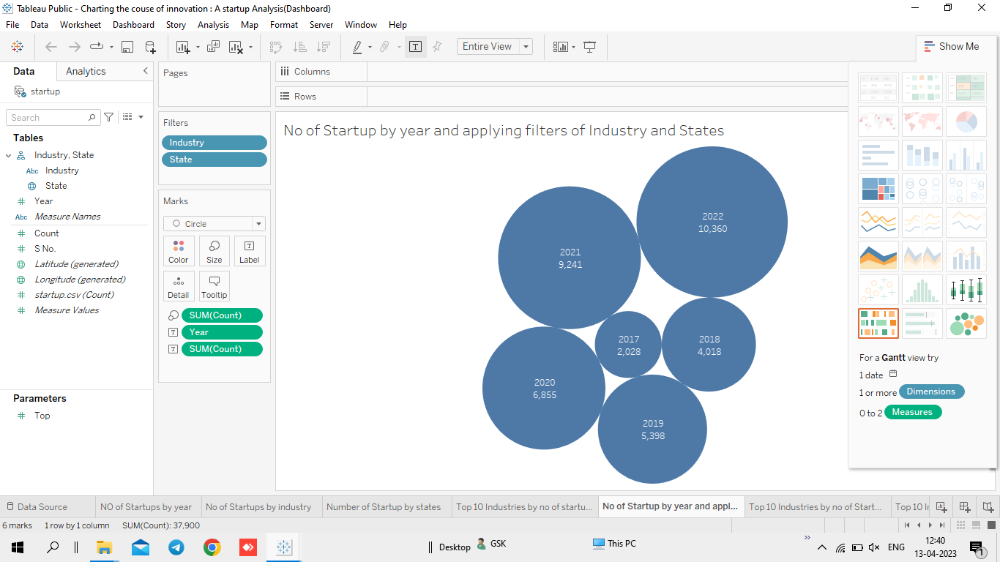 Tableau Public - Charting the couse of innovation : A startup Analysis(Dashboard)
File Data Worksheet Dashboard Story Analysis Map Format Server Window Help
Entire View
Show Me
Data Analytics
startup
Search
Tables
Industry, State
Abc Industry
State
Year
Abc Measure Names
Count
S No.
Latitude (generated)
Longitude (generated)
startup.csv (Count)
Measure Values
Parameters
Top
Pages
Filters
Industry
State
Marks
Circle
Color Size Label
Detail Tooltip
SUM(Count)
Year
SUM(Count)
Columns
Rows
No of Startup by year and applying filters of Industry and States
2022
10,360
2021
9,241
2017
2,028
2018
4,018
2020
6,855
2019
5,398
For a Gantt view try
1 date
1 or more Dimensions
0 to 2 Measures
Data Source NO of Startups by year No of Startups by industry Number of Startup by states Top 10 Industries by no of startu... No of Startup by year and appl... Top 10 Industries by no of Start... Top 10
6 marks 1 row by 1 column SUM(Count): 37,900
Desktop GSK This PC ENG 12:40
13-04-2023
1